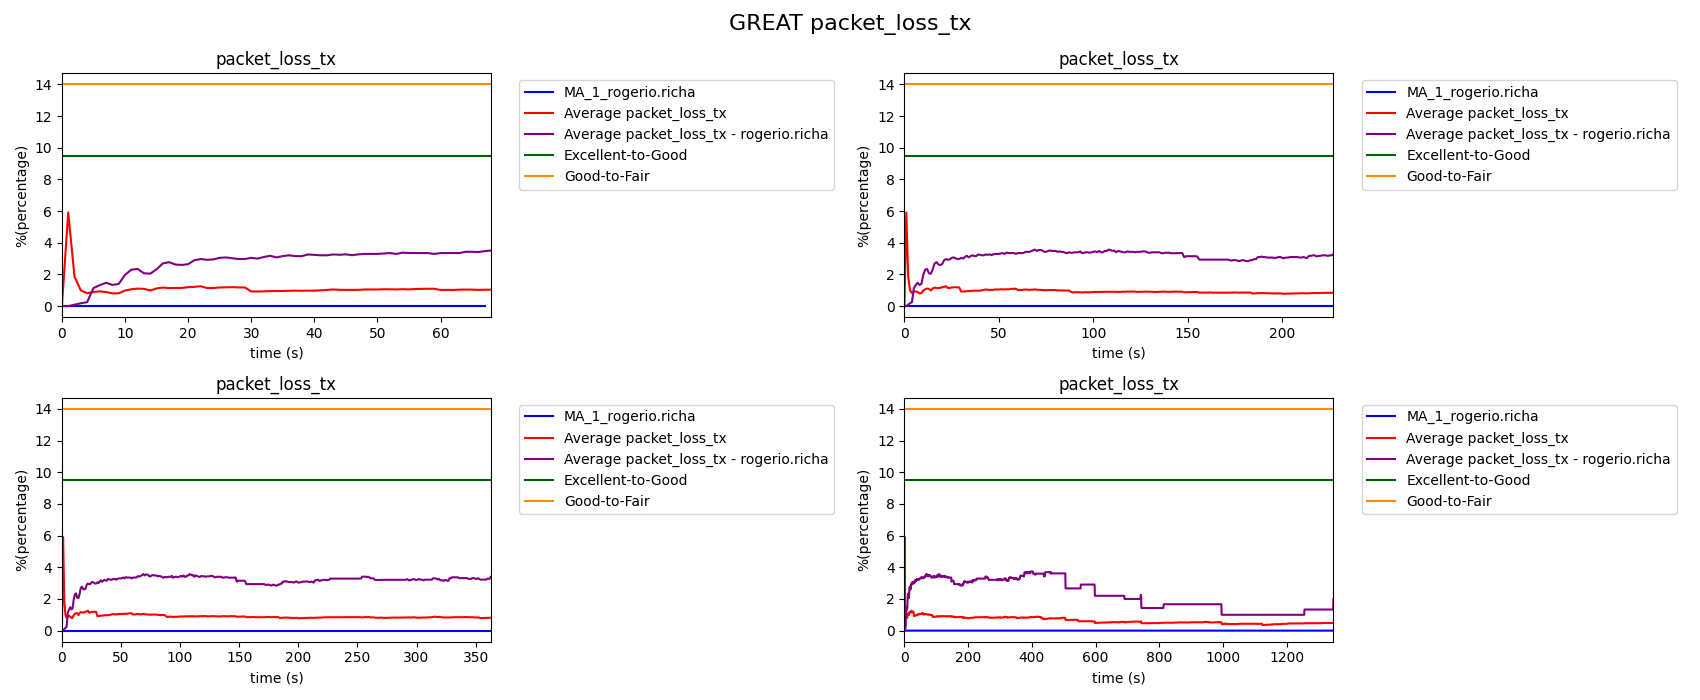 GREAT packet_loss_tx
packet_loss_tx
14
12
10
8
6
4
2
0
%(percentage)
0 10 20 30 40 50 60
time (s)
MA_1_rogerio.richa
Average packet_loss_tx
Average packet_loss_tx - rogerio.richa
Excellent-to-Good
Good-to-Fair
packet_loss_tx
14
12
10
8
6
4
2
0
%(percentage)
0 50 100 150 200
time (s)
MA_1_rogerio.richa
Average packet_loss_tx
Average packet_loss_tx - rogerio.richa
Excellent-to-Good
Good-to-Fair
packet_loss_tx
14
12
10
8
6
4
2
0
%(percentage)
0 50 100 150 200 250 300 350
time (s)
MA_1_rogerio.richa
Average packet_loss_tx
Average packet_loss_tx - rogerio.richa
Excellent-to-Good
Good-to-Fair
packet_loss_tx
14
12
10
8
6
4
2
0
%(percentage)
0 200 400 600 800 1000 1200
time (s)
MA_1_rogerio.richa
Average packet_loss_tx
Average packet_loss_tx - rogerio.richa
Excellent-to-Good
Good-to-Fair